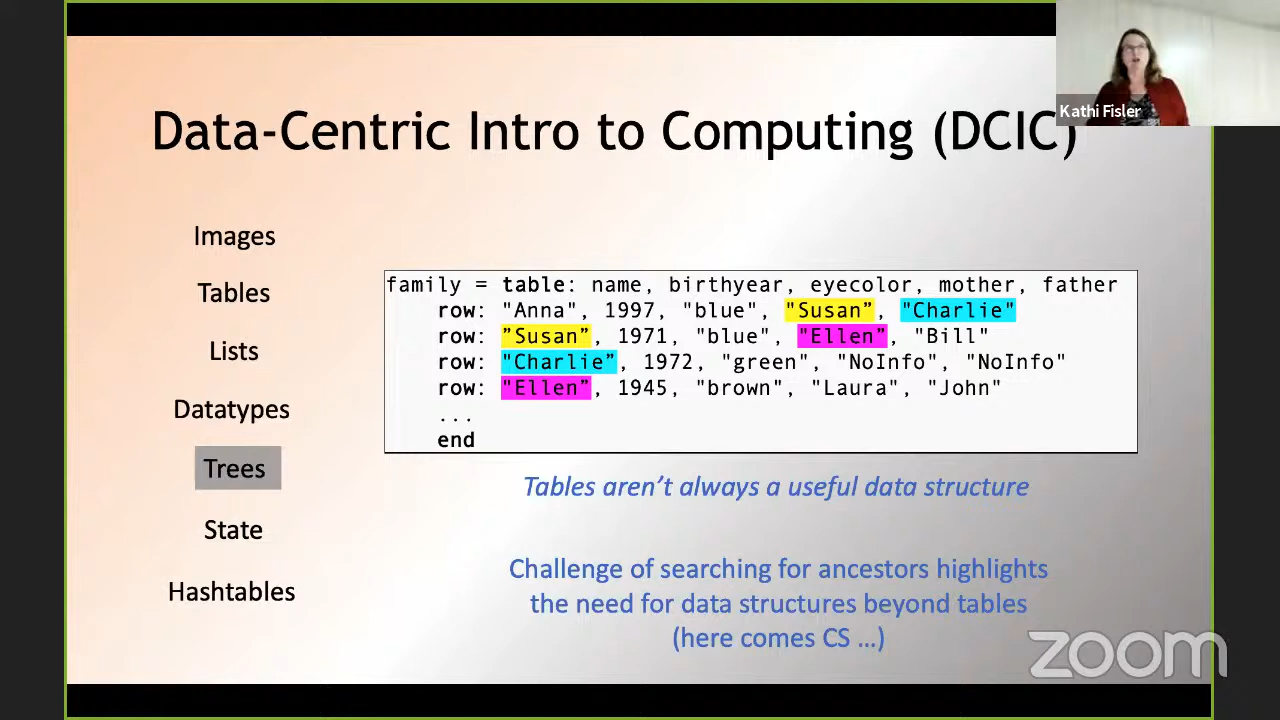 Kathi Fisler
Data-Centric Intro to Computing (DCIC)
Images
Tables
Lists
Datatypes
Trees
State
Hashtables
family = table: name, birthyear, eyecolor, mother, father
row: "Anna", 1997, "blue", "Susan”, "Charlie"
row: ”Susan", 1971, "blue", "Ellen”, "Bill"
row: "Charlie”, 1972, "green", "NoInfo", "NoInfo"
row: "Ellen”, 1945, "brown", "Laura", "John"
...
end
Tables aren’t always a useful data structure
Challenge of searching for ancestors highlights
the need for data structures beyond tables
(here comes CS …)
zoom